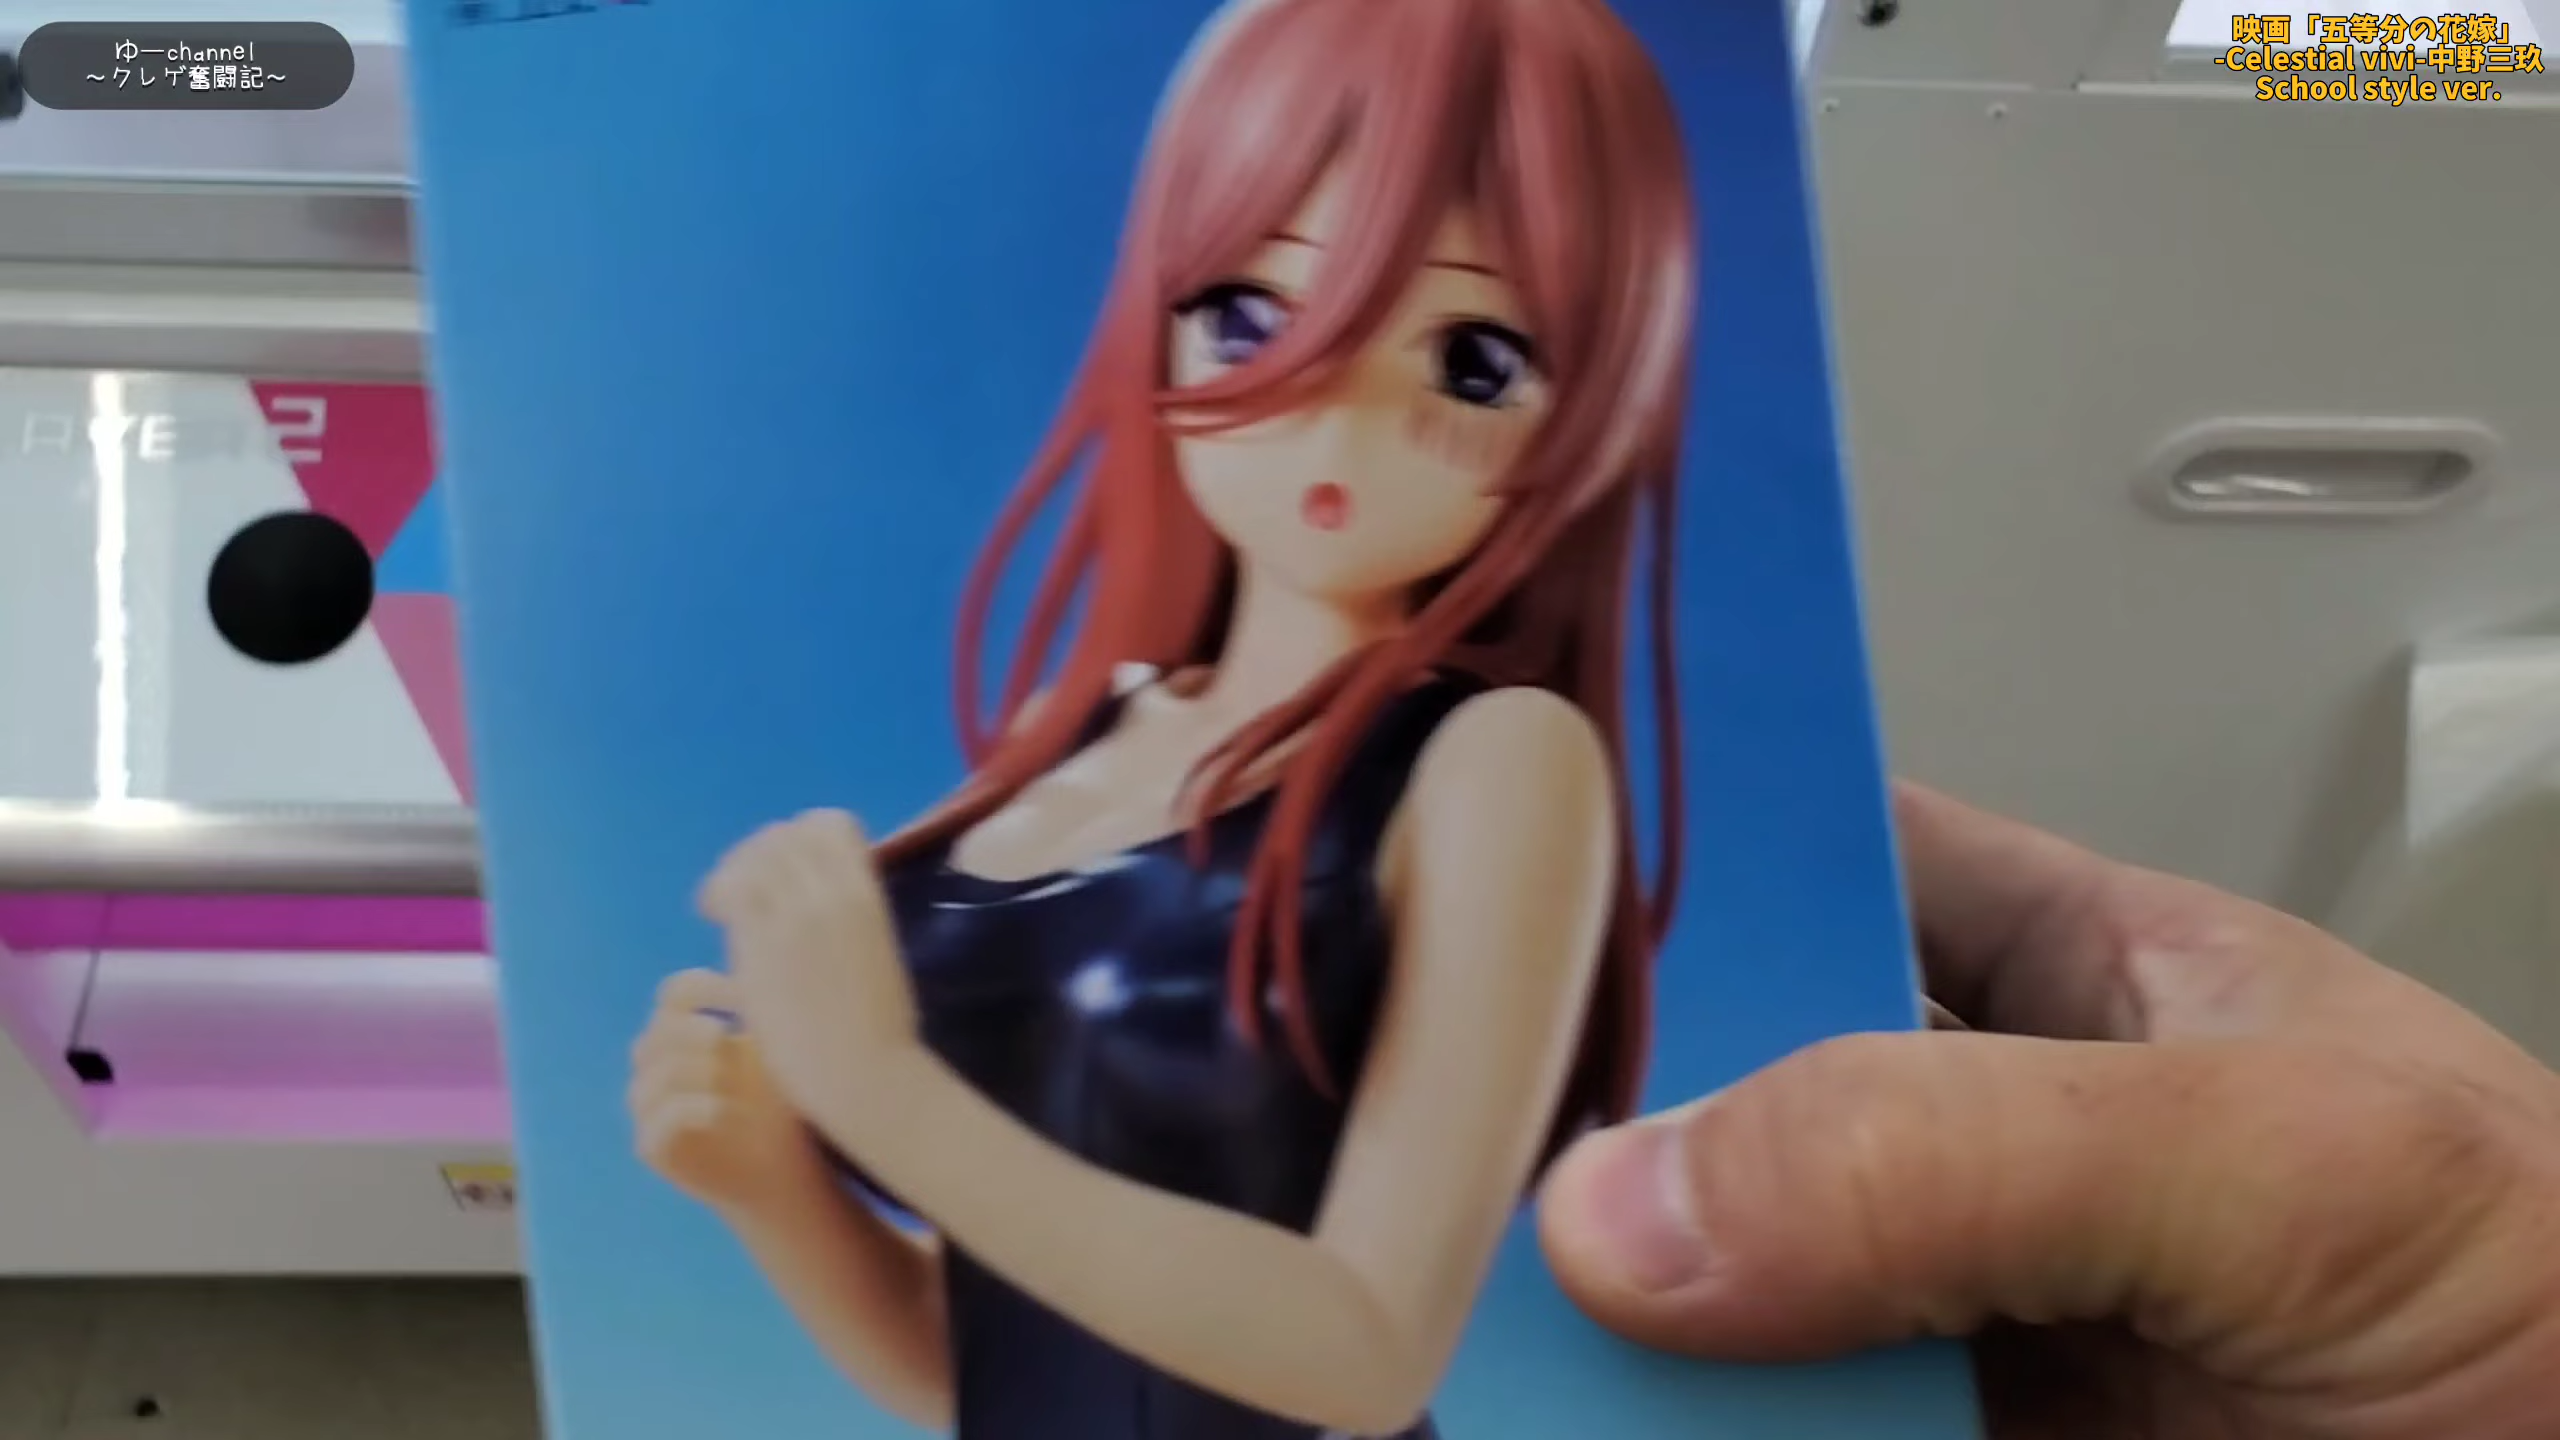 ゆーchannel
～クレゲ奮闘記～
映画「五等分の花嫁」
-Celestial vivi-中野三玖
School style ver.